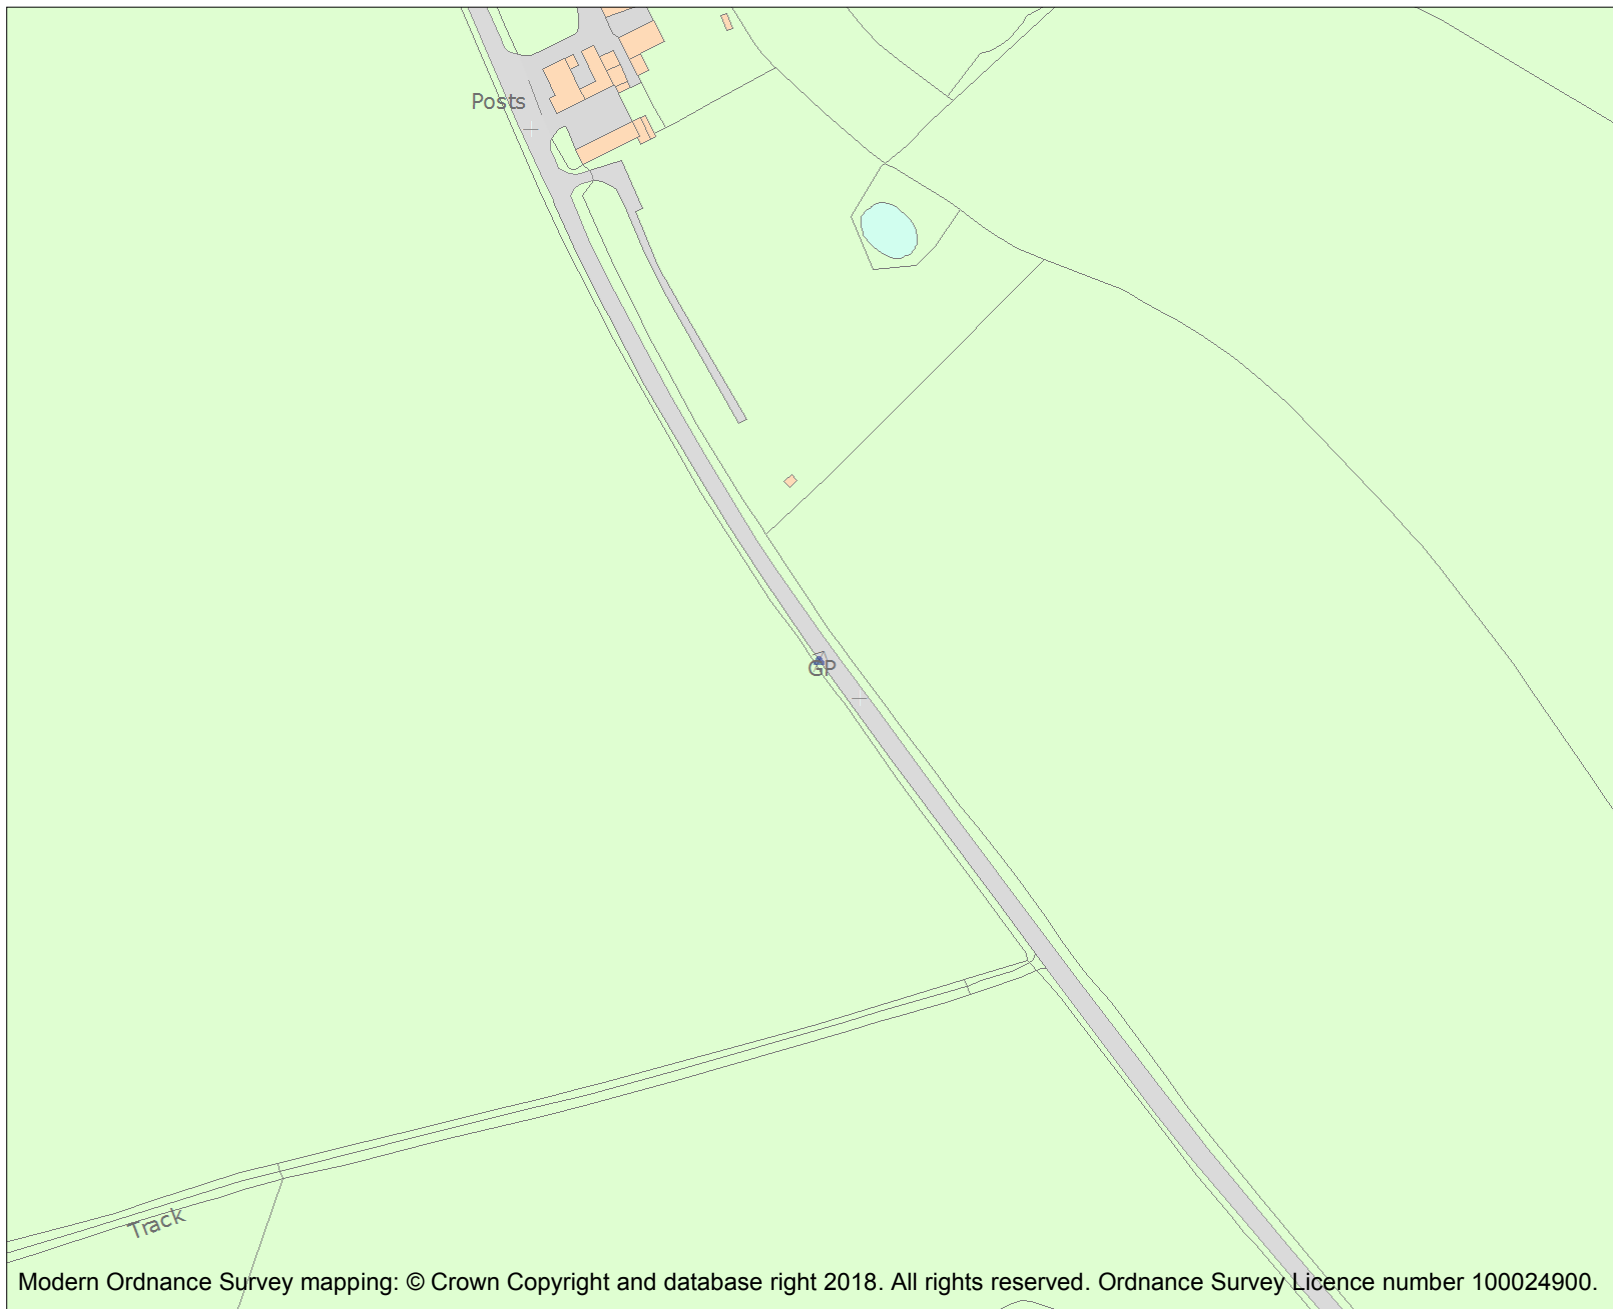 Posts
GP
Track
Modern Ordnance Survey mapping: © Crown Copyright and database right 2018. All rights reserved. Ordnance Survey Licence number 100024900.